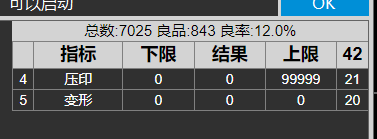 可以启动 OK
总数:7025 良品:843 良率:12.0%
指标 下限 结果 上限 42
4 压印 0 0 99999 21
5 变形 0 0 0 20